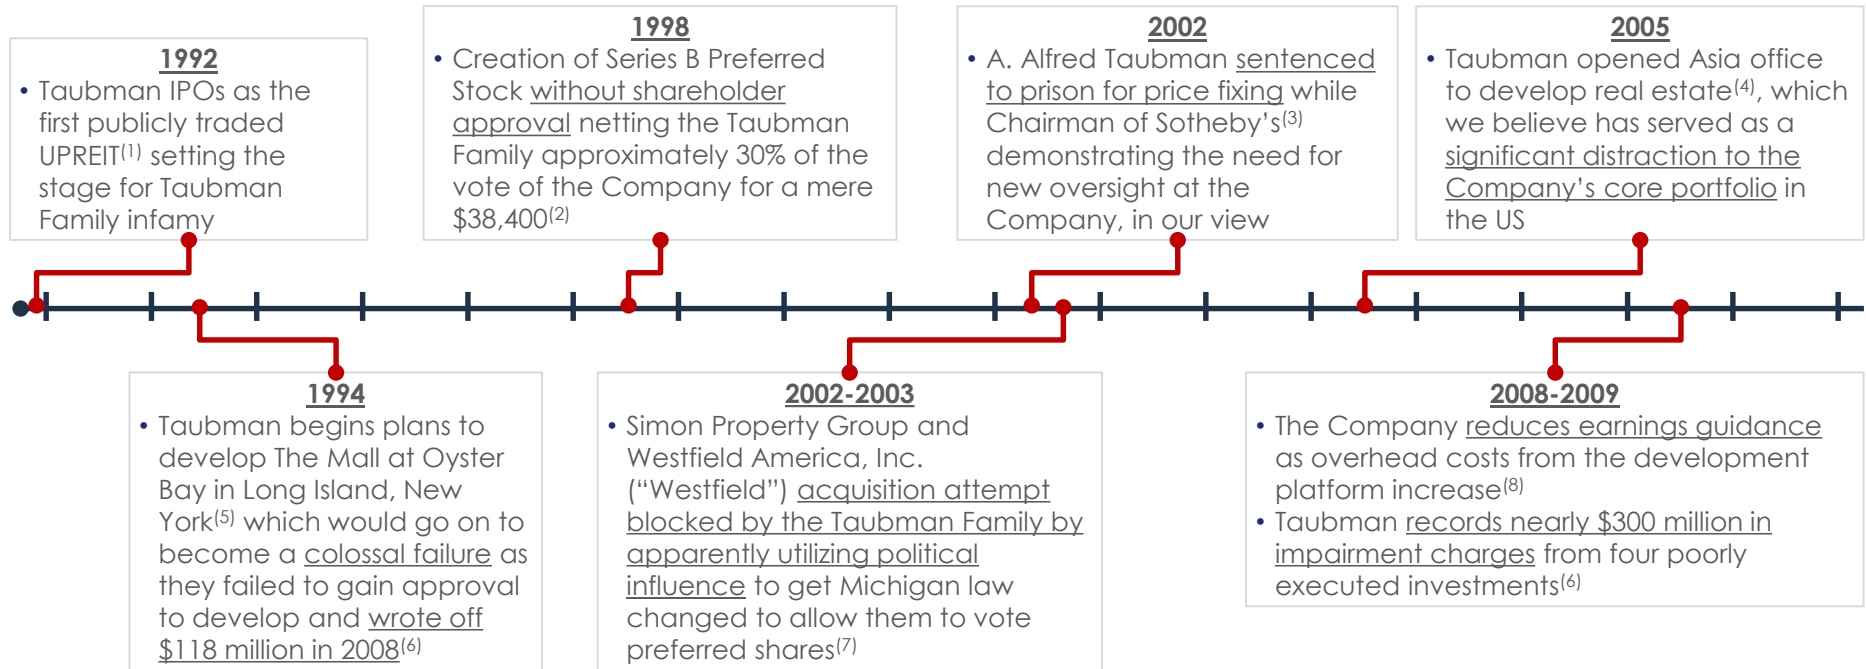 1992
• Taubman IPOs as the
first publicly traded
UPREIT(1) setting the
stage for Taubman
Family infamy
1998
• Creation of Series B Preferred
Stock without shareholder
approval netting the Taubman
Family approximately 30% of the
vote of the Company for a mere
$38,400(2)
2002
• A. Alfred Taubman sentenced
to prison for price fixing while
Chairman of Sotheby’s(3)
demonstrating the need for
new oversight at the
Company, in our view
2005
• Taubman opened Asia office
to develop real estate(4), which
we believe has served as a
significant distraction to the
Company’s core portfolio in
the US
1994
• Taubman begins plans to
develop The Mall at Oyster
Bay in Long Island, New
York(5) which would go on to
become a colossal failure as
they failed to gain approval
to develop and wrote off
$118 million in 2008(6)
2002-2003
• Simon Property Group and
Westfield America, Inc.
(“Westfield”) acquisition attempt
blocked by the Taubman Family by
apparently utilizing political
influence to get Michigan law
changed to allow them to vote
preferred shares(7)
2008-2009
• The Company reduces earnings guidance
as overhead costs from the development
platform increase(8)
• Taubman records nearly $300 million in
impairment charges from four poorly
executed investments(6)